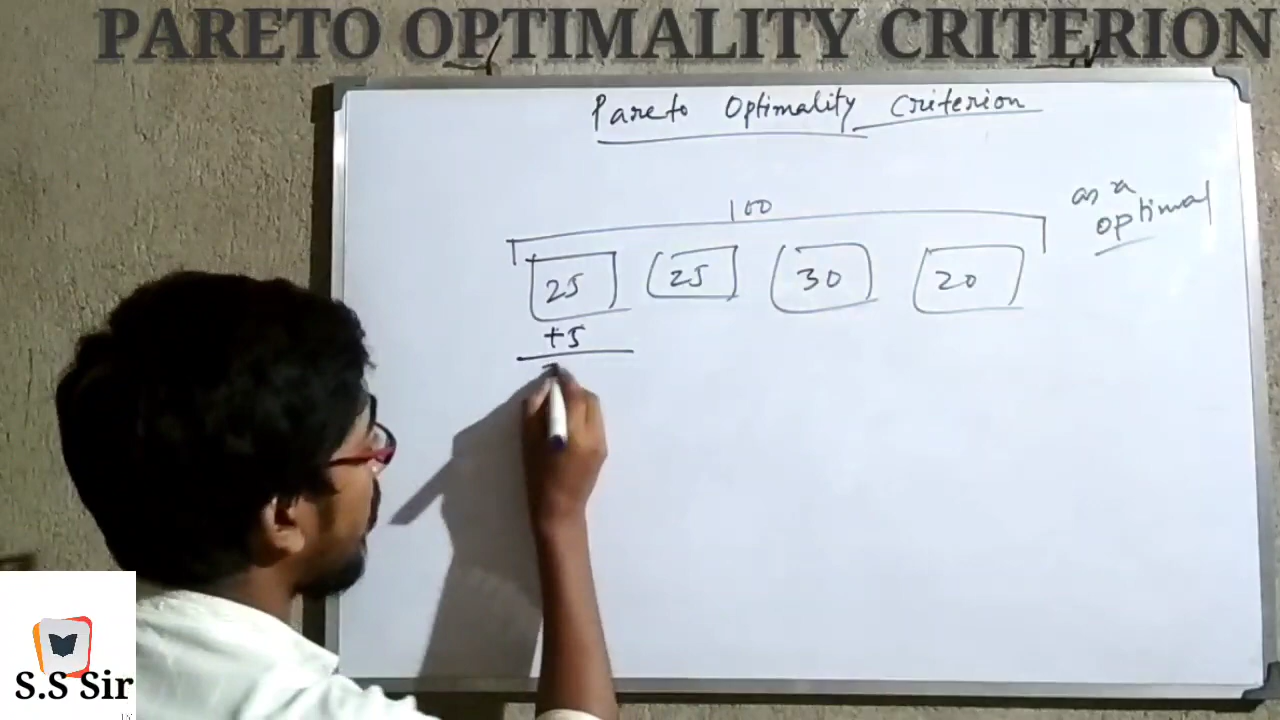 PARETO OPTIMALITY CRITERION
Pareto Optimality Criterion
100
as a
optimal
25 25 30 20
+5
S.S Sir